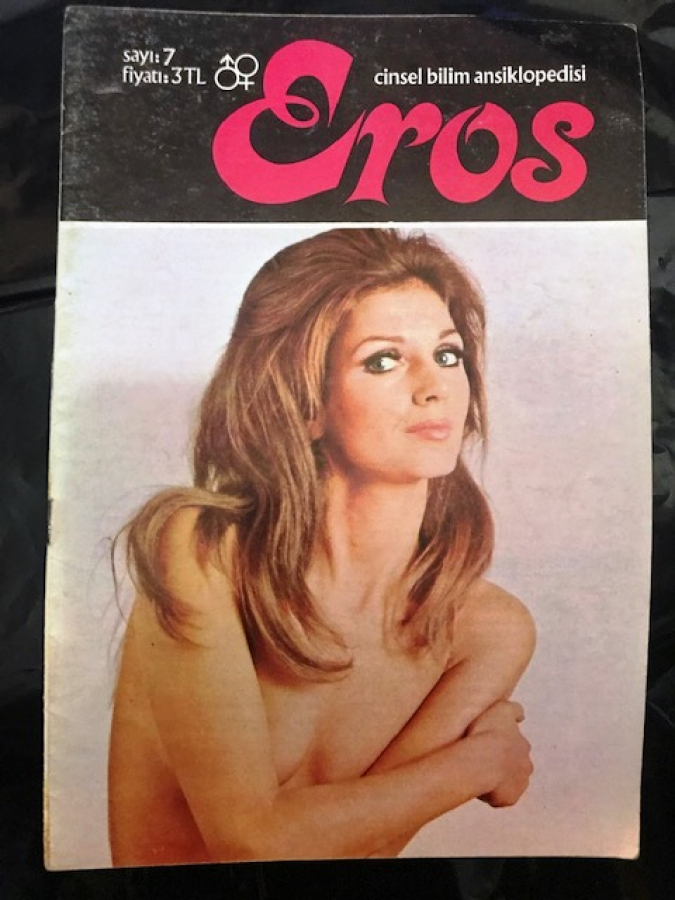 sayı: 7
fiyatı: 3 TL
cinsel bilim ansiklopedisi
Eros